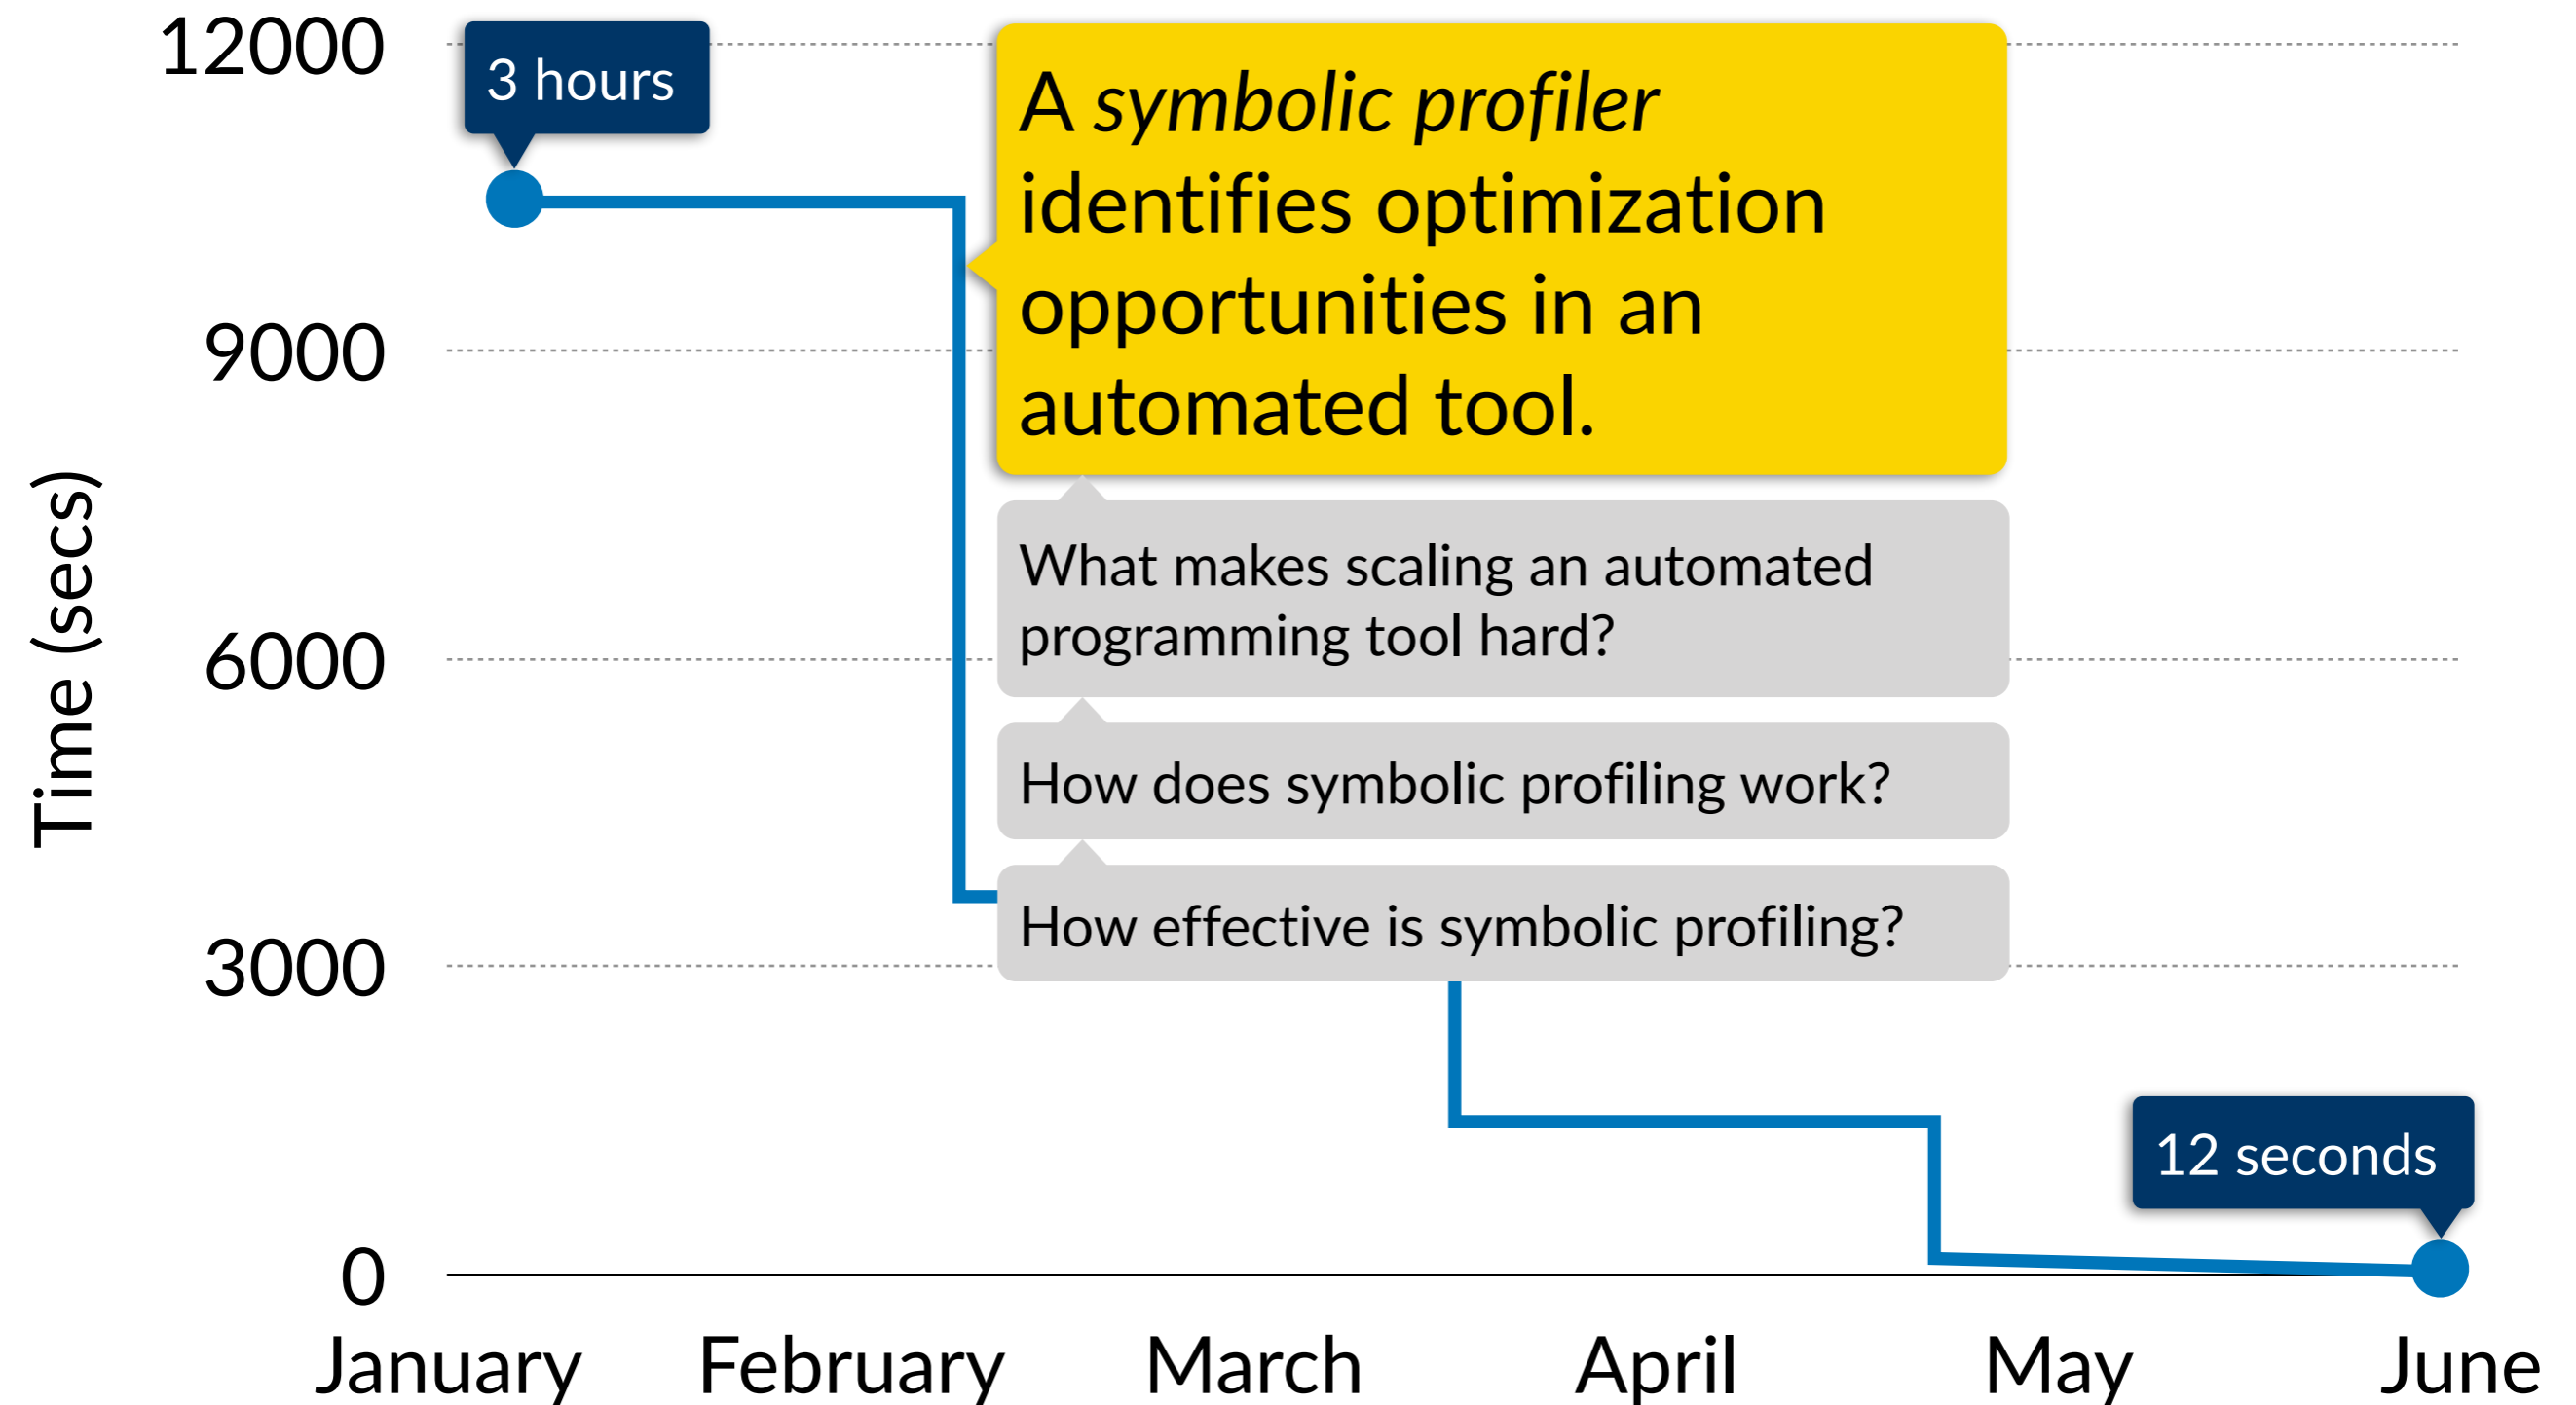 12000
9000
6000
3000
0
Time (secs)
3 hours
A symbolic profiler
identifies optimization
opportunities in an
automated tool.
What makes scaling an automated
programming tool hard?
How does symbolic profiling work?
How effective is symbolic profiling?
12 seconds
January February March April May June